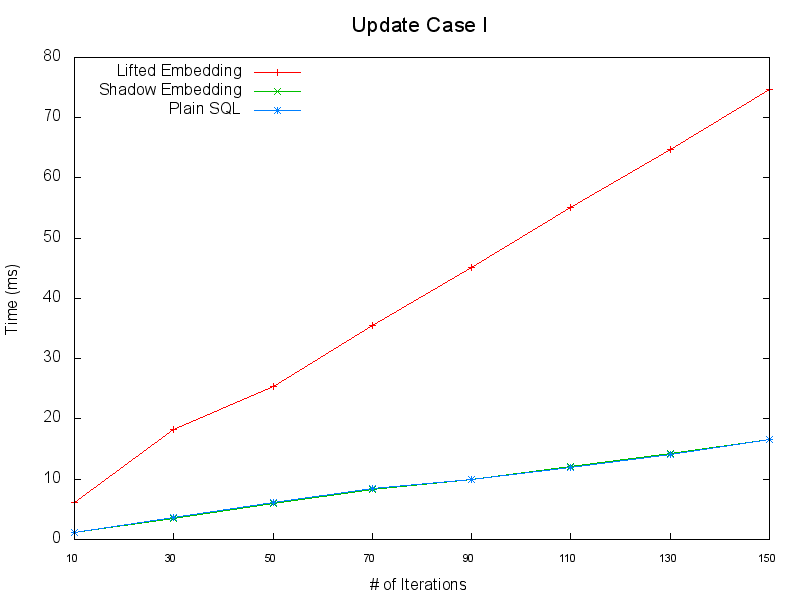 Update Case I
80
70
60
50
40
30
20
10
0
Lifted Embedding
Shadow Embedding
Plain SQL
Time (ms)
10 30 50 70 90 110 130 150
# of Iterations